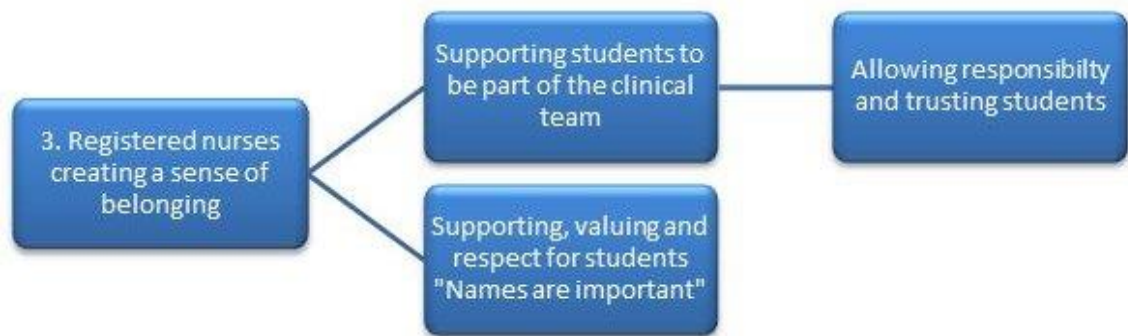 3. Registered nurses
creating a sense of
belonging
Supporting students to
be part of the clinical
team
Allowing responsibilty
and trusting students
Supporting, valuing and
respect for students
"Names are important"